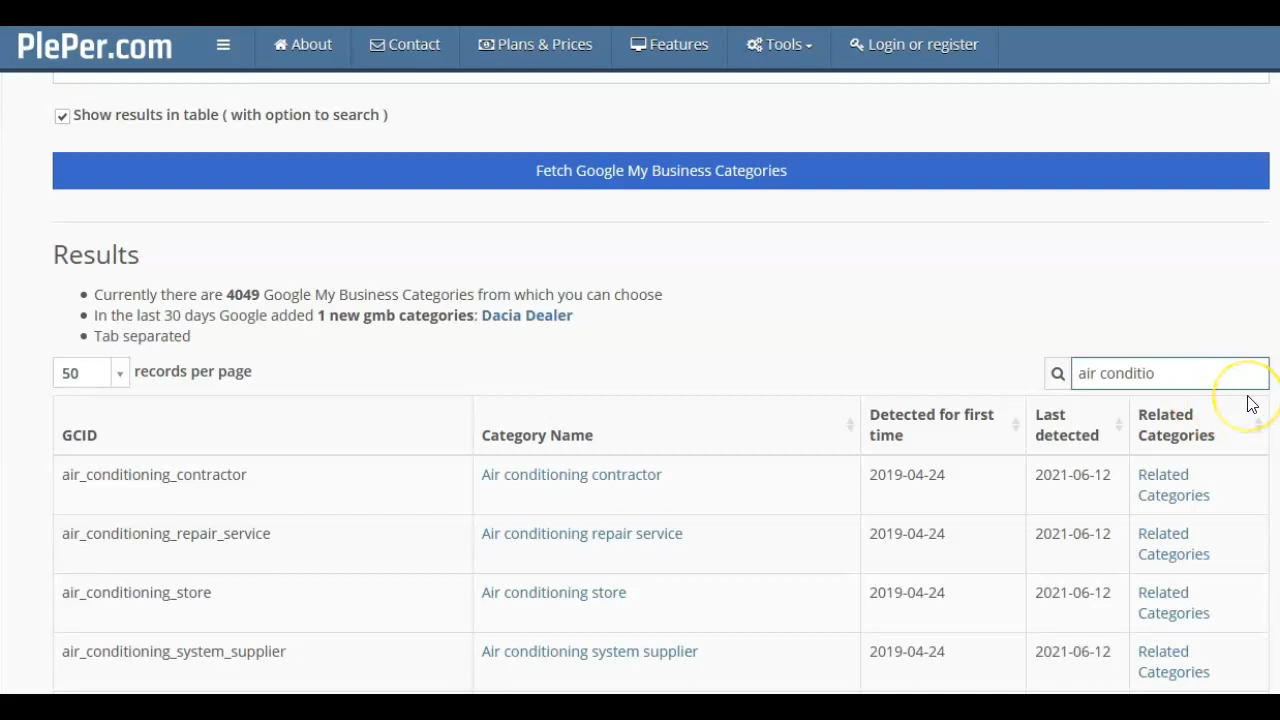 PlePer.com About Contact Plans & Prices Features Tools Login or register
Show results in table ( with option to search )
Fetch Google My Business Categories
Results
Currently there are 4049 Google My Business Categories from which you can choose
In the last 30 days Google added 1 new gmb categories: Dacia Dealer
Tab separated
50 records per page air conditio
GCID Category Name Detected for first time Last detected Related Categories
air_conditioning_contractor Air conditioning contractor 2019-04-24 2021-06-12 Related Categories
air_conditioning_repair_service Air conditioning repair service 2019-04-24 2021-06-12 Related Categories
air_conditioning_store Air conditioning store 2019-04-24 2021-06-12 Related Categories
air_conditioning_system_supplier Air conditioning system supplier 2019-04-24 2021-06-12 Related Categories